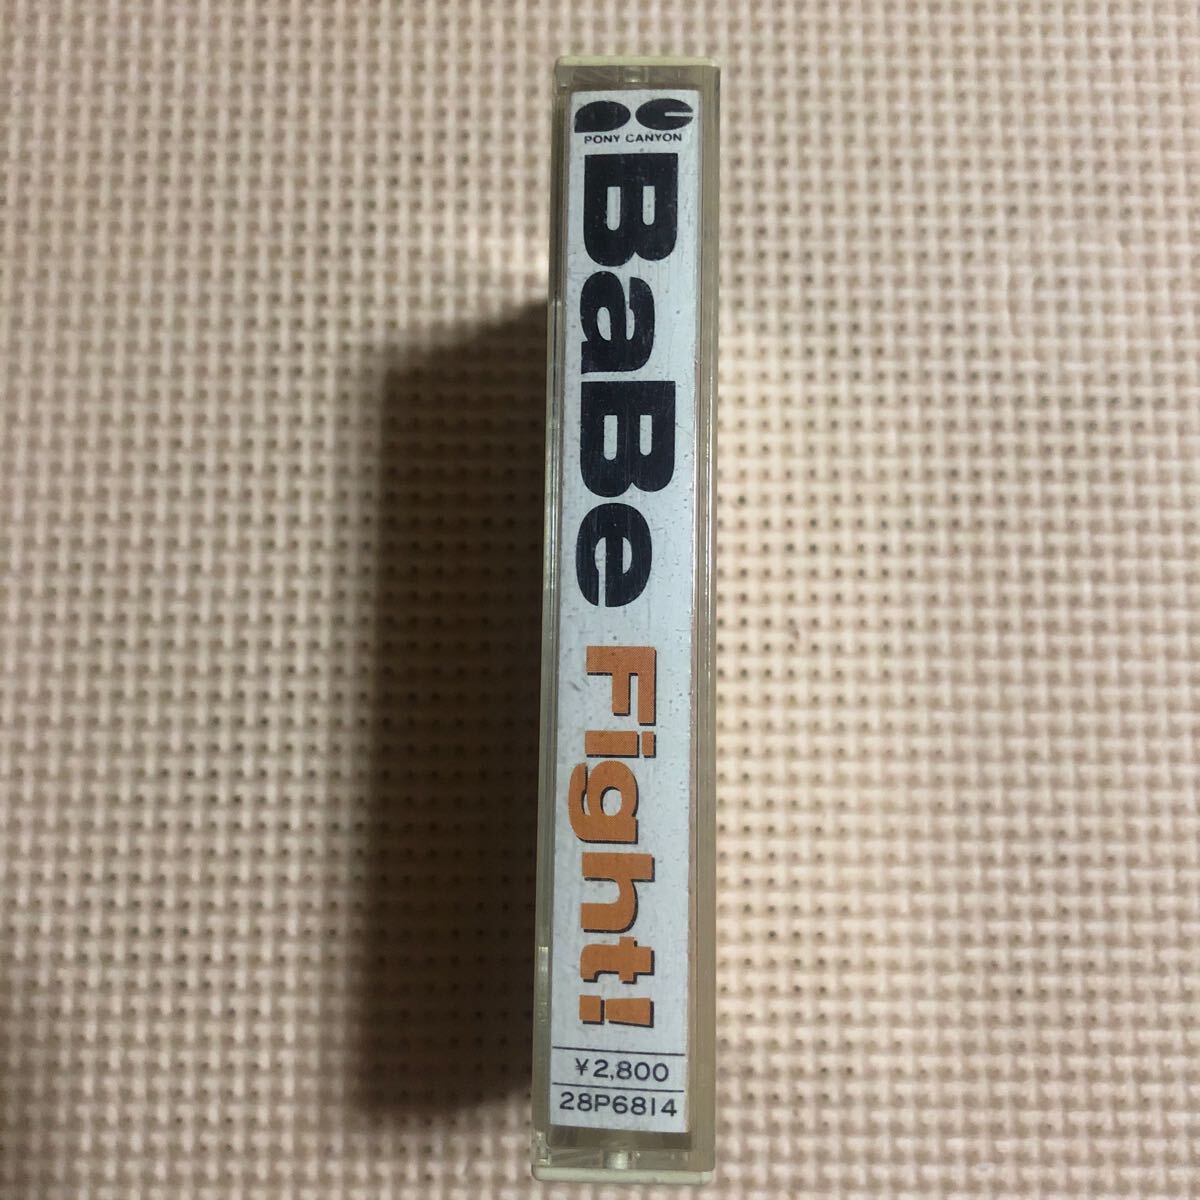 PONY CANYON
BaBe Fight!
¥2,800
28P6814